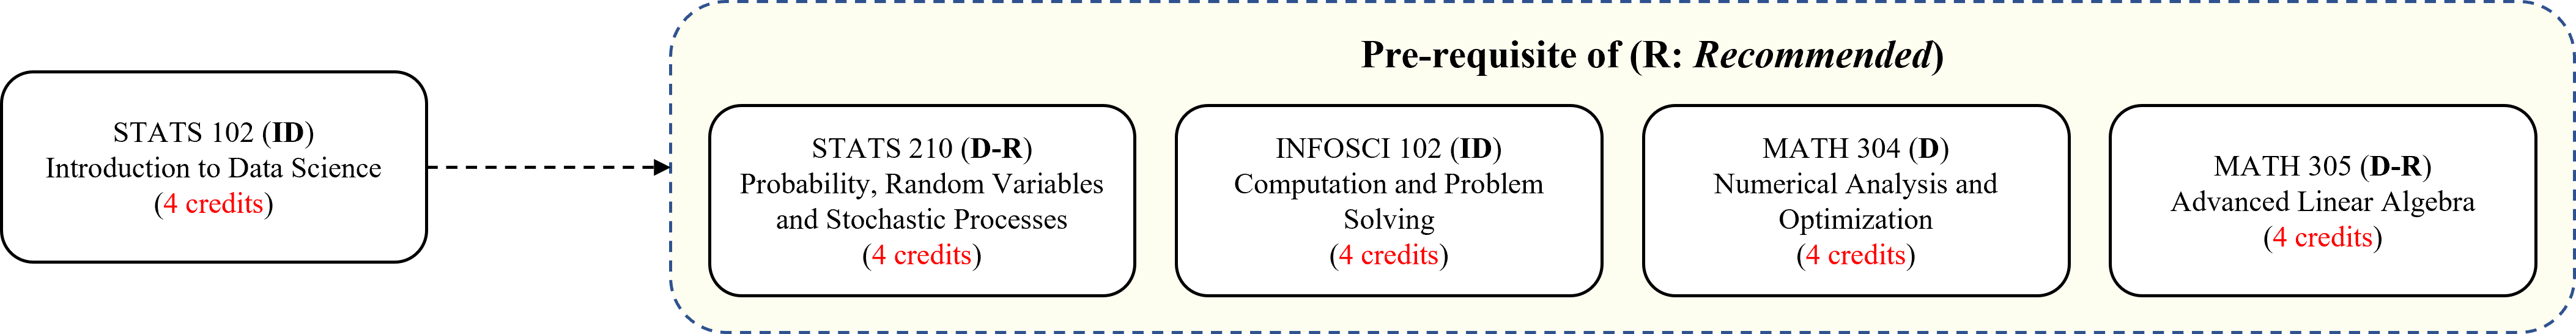 STATS 102 (ID)
Introduction to Data Science
(4 credits)
Pre-requisite of (R: Recommended)
STATS 210 (D-R)
Probability, Random Variables
and Stochastic Processes
(4 credits)
INFOSCI 102 (ID)
Computation and Problem
Solving
(4 credits)
MATH 304 (D)
Numerical Analysis and
Optimization
(4 credits)
MATH 305 (D-R)
Advanced Linear Algebra
(4 credits)